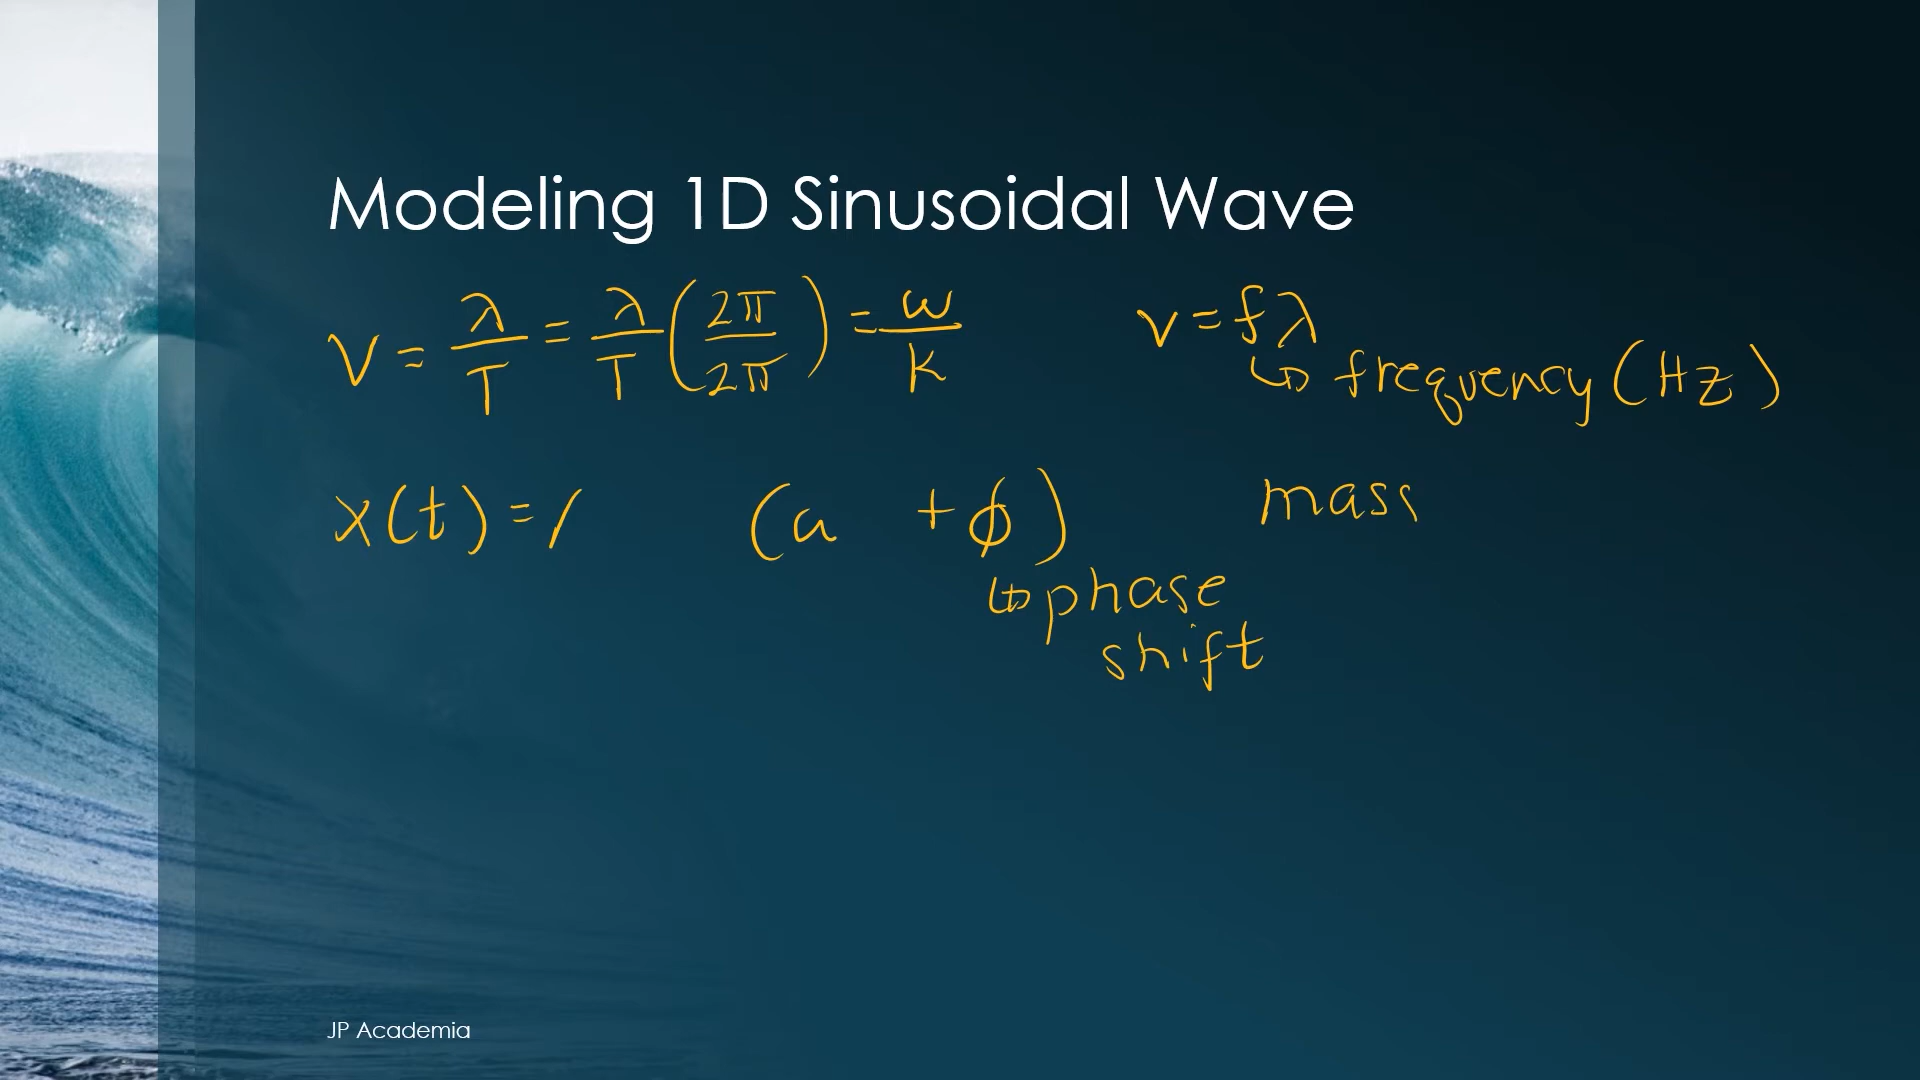 Modeling 1D Sinusoidal Wave
V = λ/T = λ/T (2π/2π) = ω/k
v = fλ
↳ frequency (Hz)
x(t) = ( + ϕ)
mass
↳ phase
shift
JP Academia